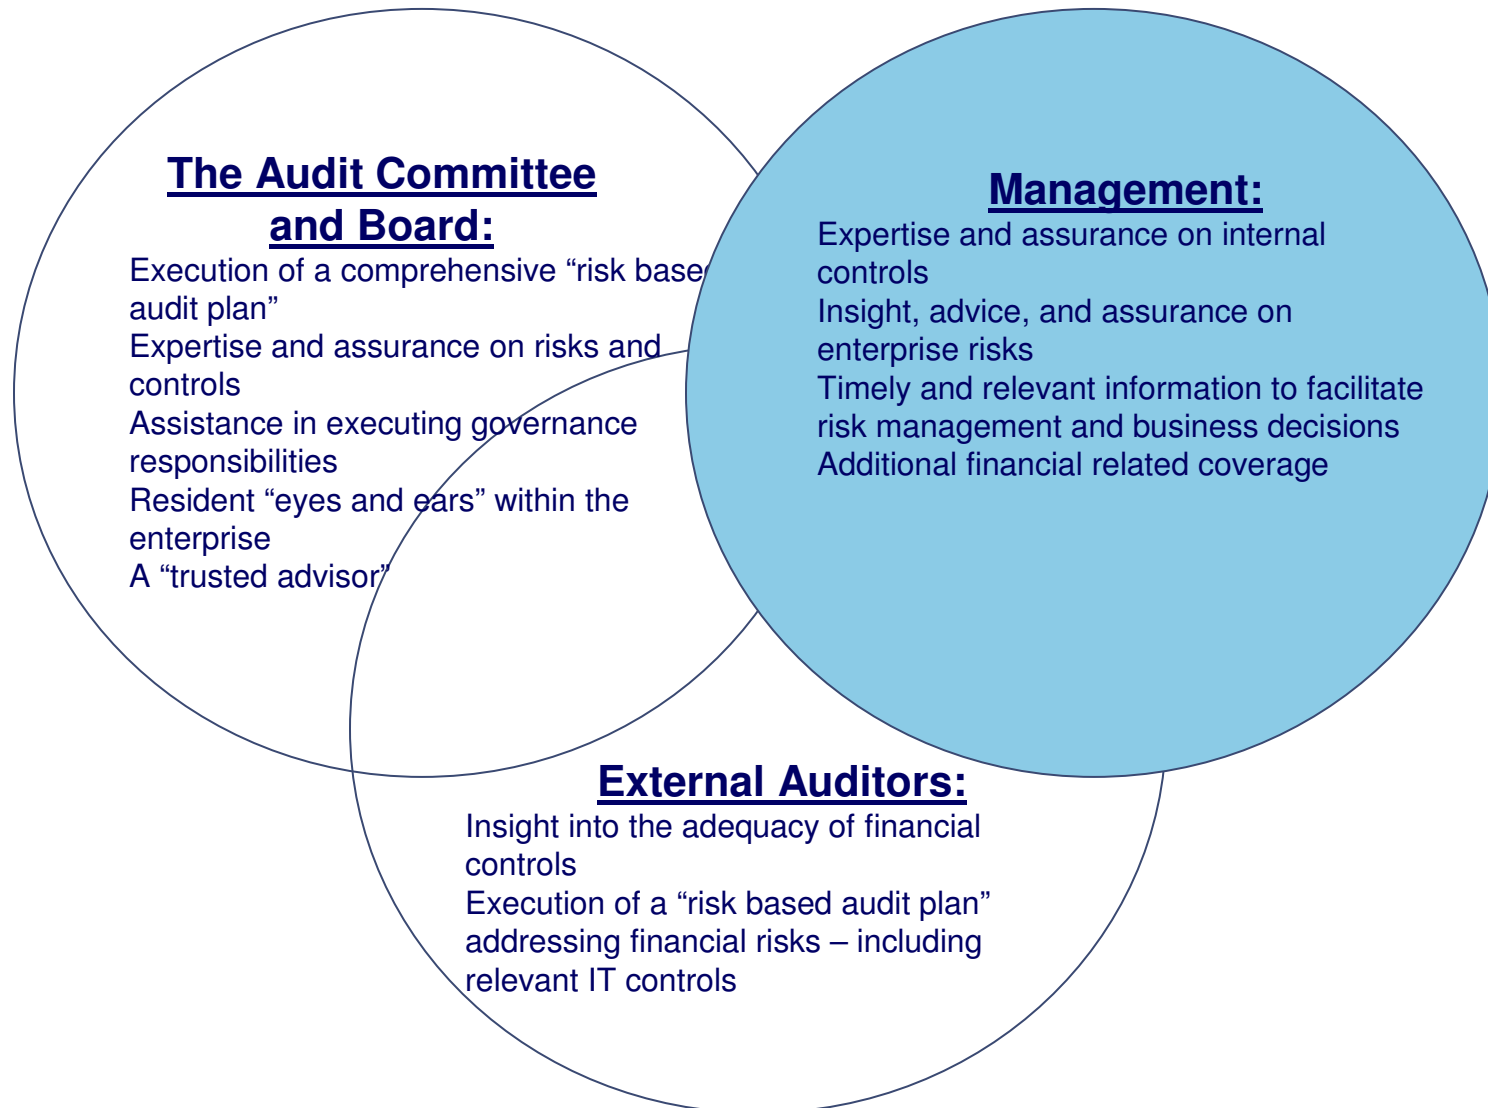 The Audit Committee
and Board:
Execution of a comprehensive “risk based
audit plan”
Expertise and assurance on risks and
controls
Assistance in executing governance
responsibilities
Resident “eyes and ears” within the
enterprise
A “trusted advisor”
Management:
Expertise and assurance on internal
controls
Insight, advice, and assurance on
enterprise risks
Timely and relevant information to facilitate
risk management and business decisions
Additional financial related coverage
External Auditors:
Insight into the adequacy of financial
controls
Execution of a “risk based audit plan”
addressing financial risks – including
relevant IT controls